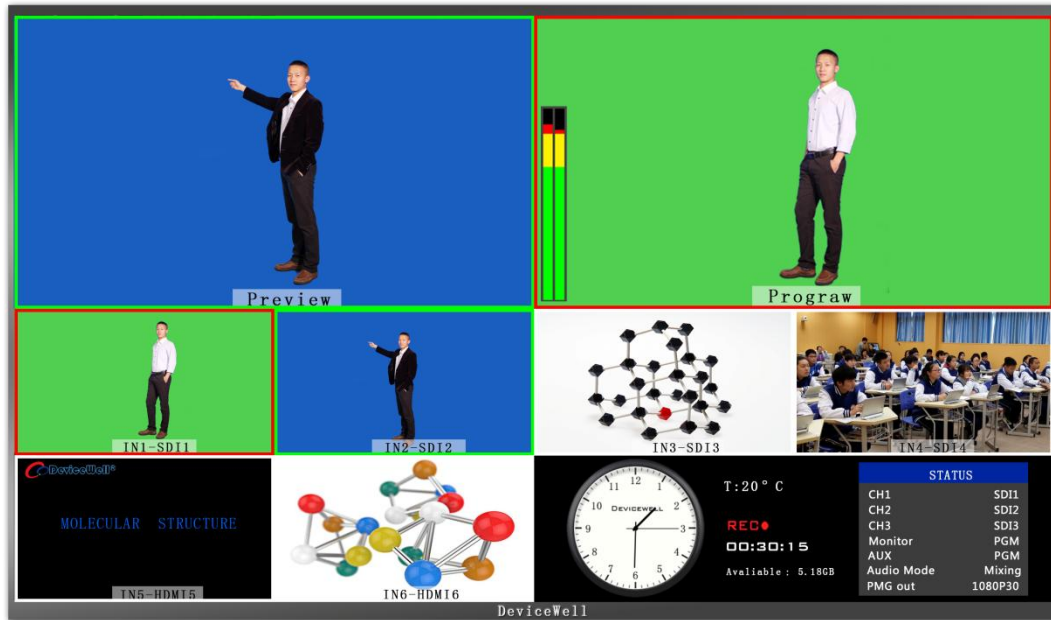 Preview
Prograw
IN1-SDI1
IN2-SDI2
IN3-SDI3
IN4-SDI4
DeviceWell®
MOLECULAR STRUCTURE
IN5-HDMI5
IN6-HDMI6
12
1
2
3
4
5
6
7
8
9
10
11
DEVICEWELL
T:20°C
REC
00:30:15
Avaliable: 5.18GB
STATUS
CH1 SDI1
CH2 SDI2
CH3 SDI3
Monitor PGM
AUX PGM
Audio Mode Mixing
PMG out 1080P30
DeviceWell